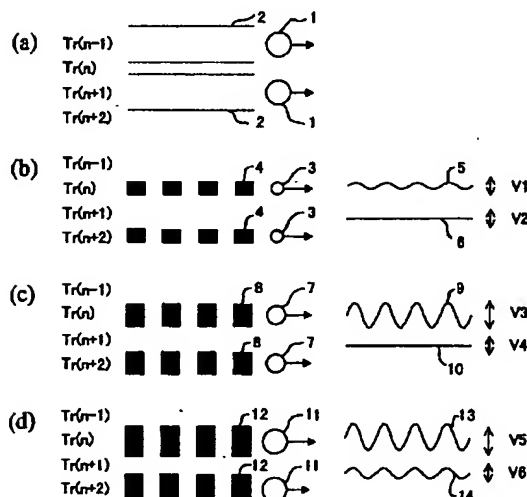 2 1
(a) Tr(n-1)
Tr(n)
Tr(n+1)
Tr(n+2) 2 1
(b) Tr(n-1) 4 3 5
Tr(n) V1
Tr(n+1) 4 3 V2
Tr(n+2) 6
(c) Tr(n-1) 8 7 9
Tr(n) V3
Tr(n+1) 8 7 V4
Tr(n+2) 10
(d) Tr(n-1) 12 11 13
Tr(n) V5
Tr(n+1) 12 11 V6
Tr(n+2) 14